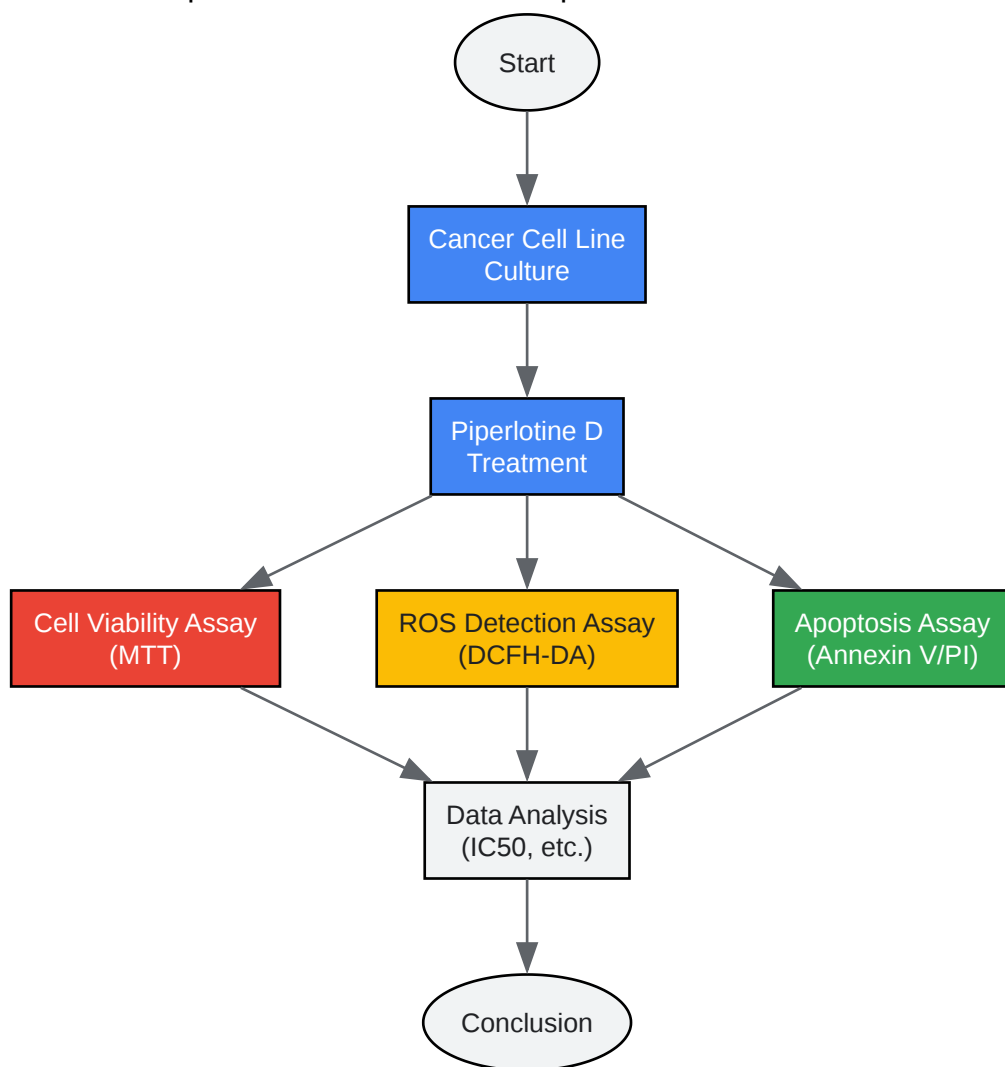 Start
Cancer Cell Line
Culture
Piperlotine D
Treatment
Cell Viability Assay
(MTT)
ROS Detection Assay
(DCFH-DA)
Apoptosis Assay
(Annexin V/PI)
Data Analysis
(IC50, etc.)
Conclusion